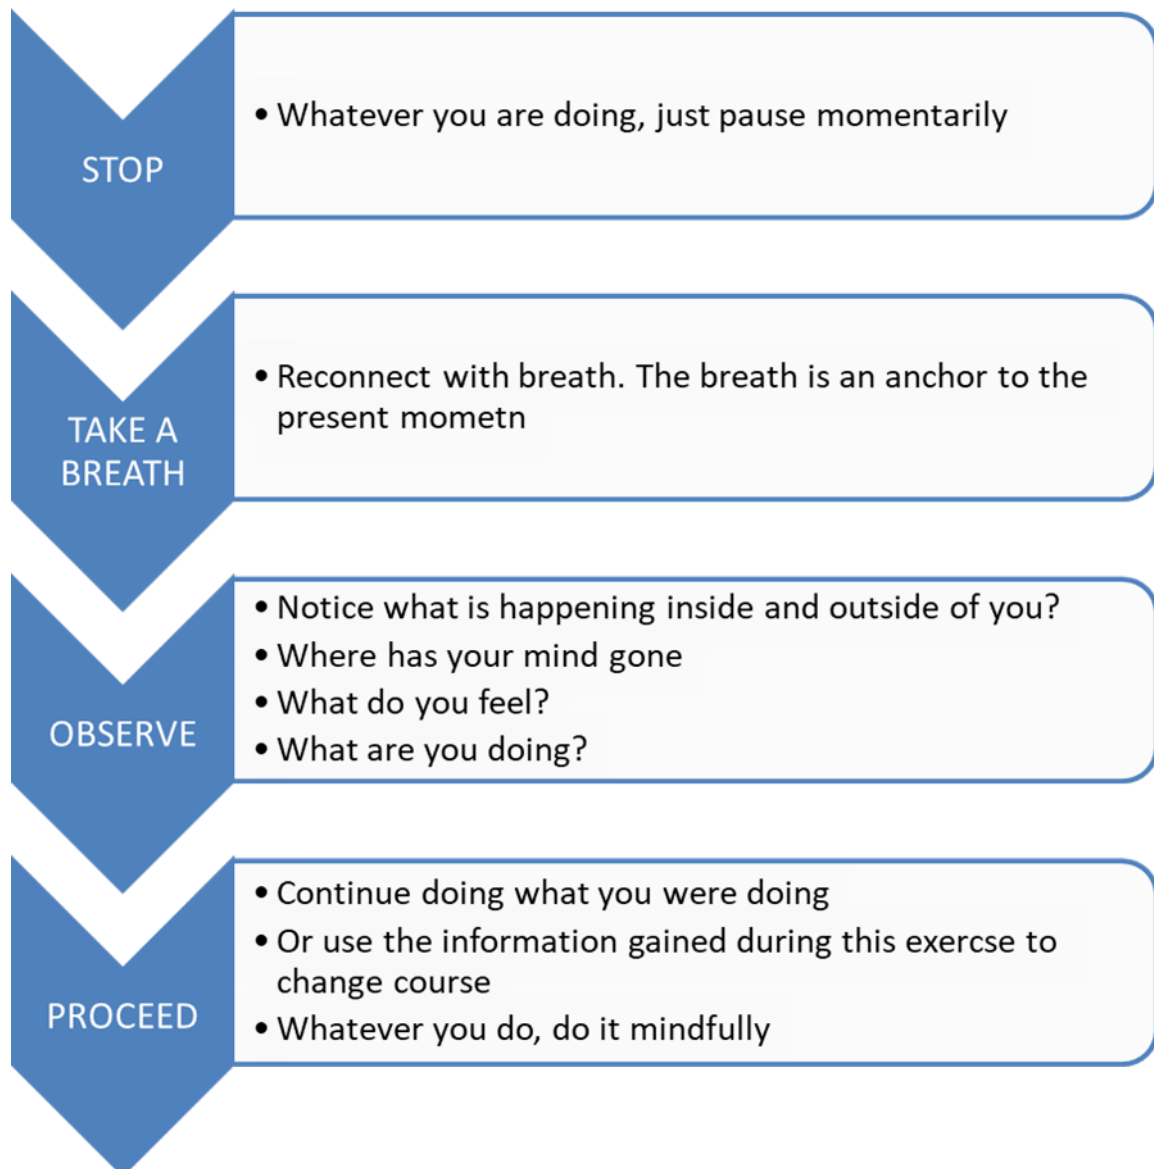 STOP
• Whatever you are doing, just pause momentarily
TAKE A
BREATH
• Reconnect with breath. The breath is an anchor to the
present mometn
OBSERVE
• Notice what is happening inside and outside of you?
• Where has your mind gone
• What do you feel?
• What are you doing?
PROCEED
• Continue doing what you were doing
• Or use the information gained during this exercse to
change course
• Whatever you do, do it mindfully